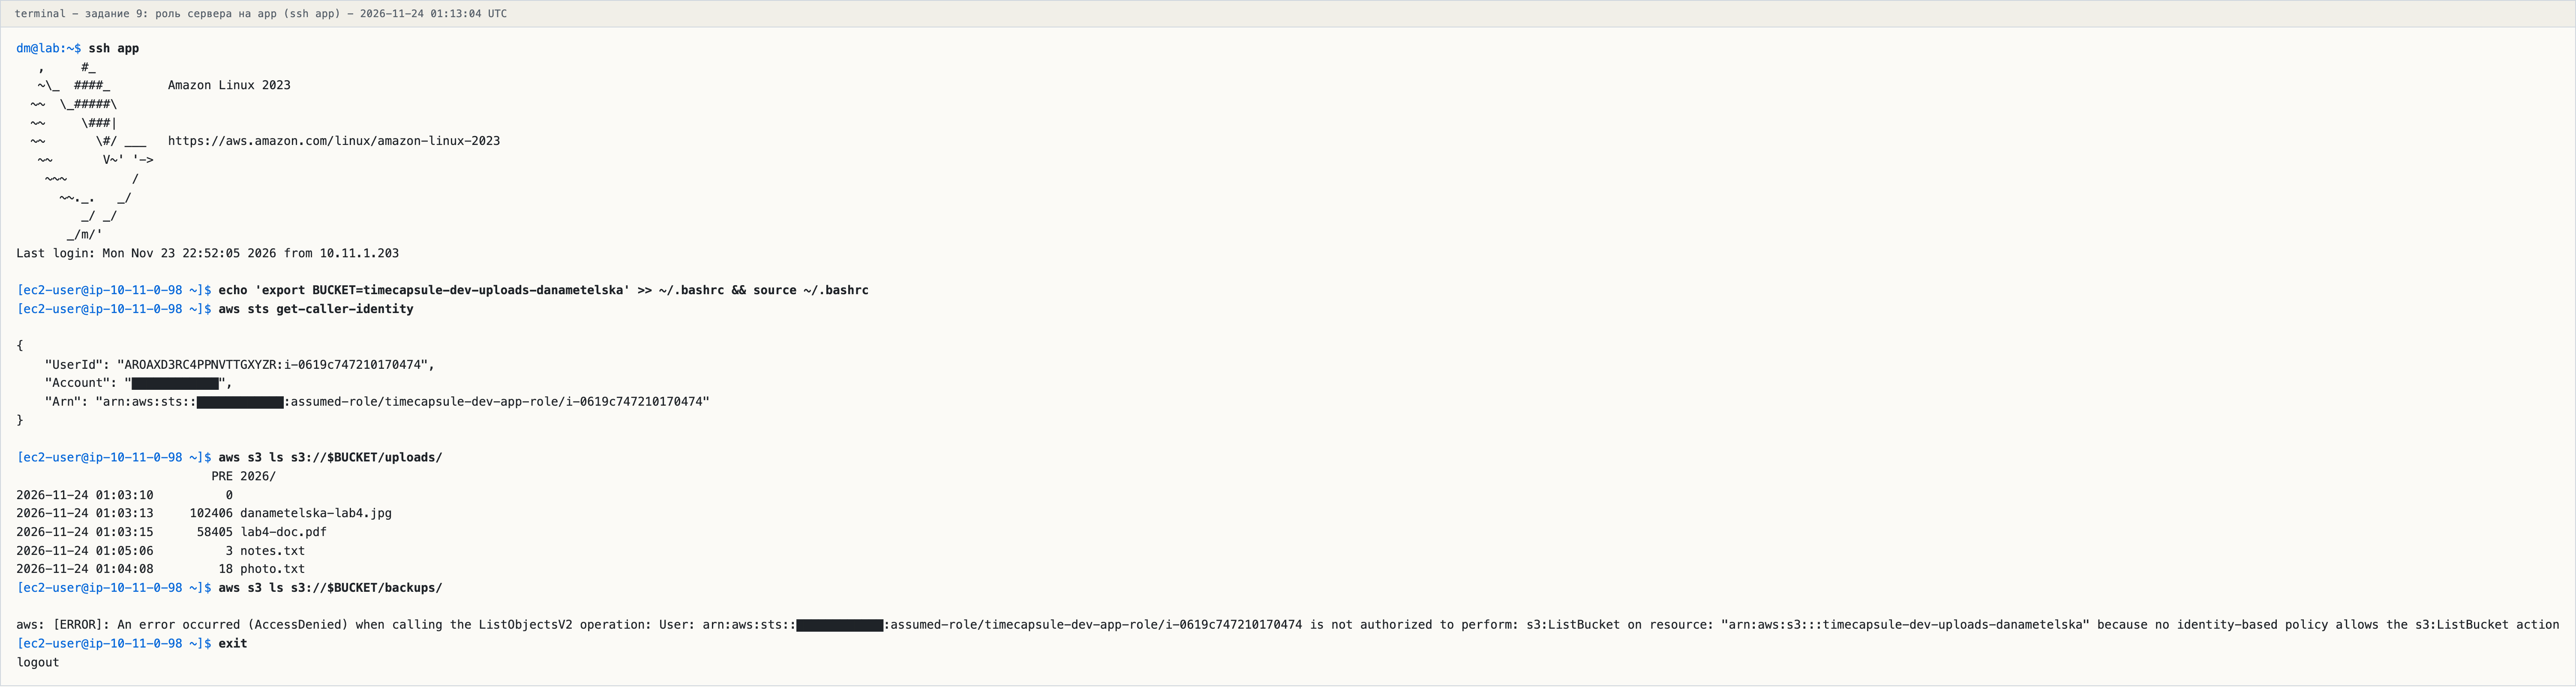 terminal – задание 9: роль сервера на app (ssh app) – 2026-11-24 01:13:04 UTC
dm@lab:~$ ssh app
   ,     #_
   ~\_  ####_        Amazon Linux 2023
  ~~  \_#####\
  ~~     \###|
  ~~       \#/ ___   https://aws.amazon.com/linux/amazon-linux-2023
   ~~       V~' '->
    ~~~         /
      ~~._.   _/
         _/ _/
       _/m/'
Last login: Mon Nov 23 22:52:05 2026 from 10.11.1.203
[ec2-user@ip-10-11-0-98 ~]$ echo 'export BUCKET=timecapsule-dev-uploads-danametelska' >> ~/.bashrc && source ~/.bashrc
[ec2-user@ip-10-11-0-98 ~]$ aws sts get-caller-identity
{
    "UserId": "AROAXD3RC4PPNVTTGXYZR:i-0619c747210170474",
    "Account": "",
    "Arn": "arn:aws:sts:::assumed-role/timecapsule-dev-app-role/i-0619c747210170474"
}
[ec2-user@ip-10-11-0-98 ~]$ aws s3 ls s3://$BUCKET/uploads/
                           PRE 2026/
2026-11-24 01:03:10          0
2026-11-24 01:03:13     102406 danametelska-lab4.jpg
2026-11-24 01:03:15      58405 lab4-doc.pdf
2026-11-24 01:05:06          3 notes.txt
2026-11-24 01:04:08         18 photo.txt
[ec2-user@ip-10-11-0-98 ~]$ aws s3 ls s3://$BUCKET/backups/
aws: [ERROR]: An error occurred (AccessDenied) when calling the ListObjectsV2 operation: User: arn:aws:sts:::assumed-role/timecapsule-dev-app-role/i-0619c747210170474 is not authorized to perform: s3:ListBucket on resource: "arn:aws:s3:::timecapsule-dev-uploads-danametelska" because no identity-based policy allows the s3:ListBucket action
[ec2-user@ip-10-11-0-98 ~]$ exit
logout